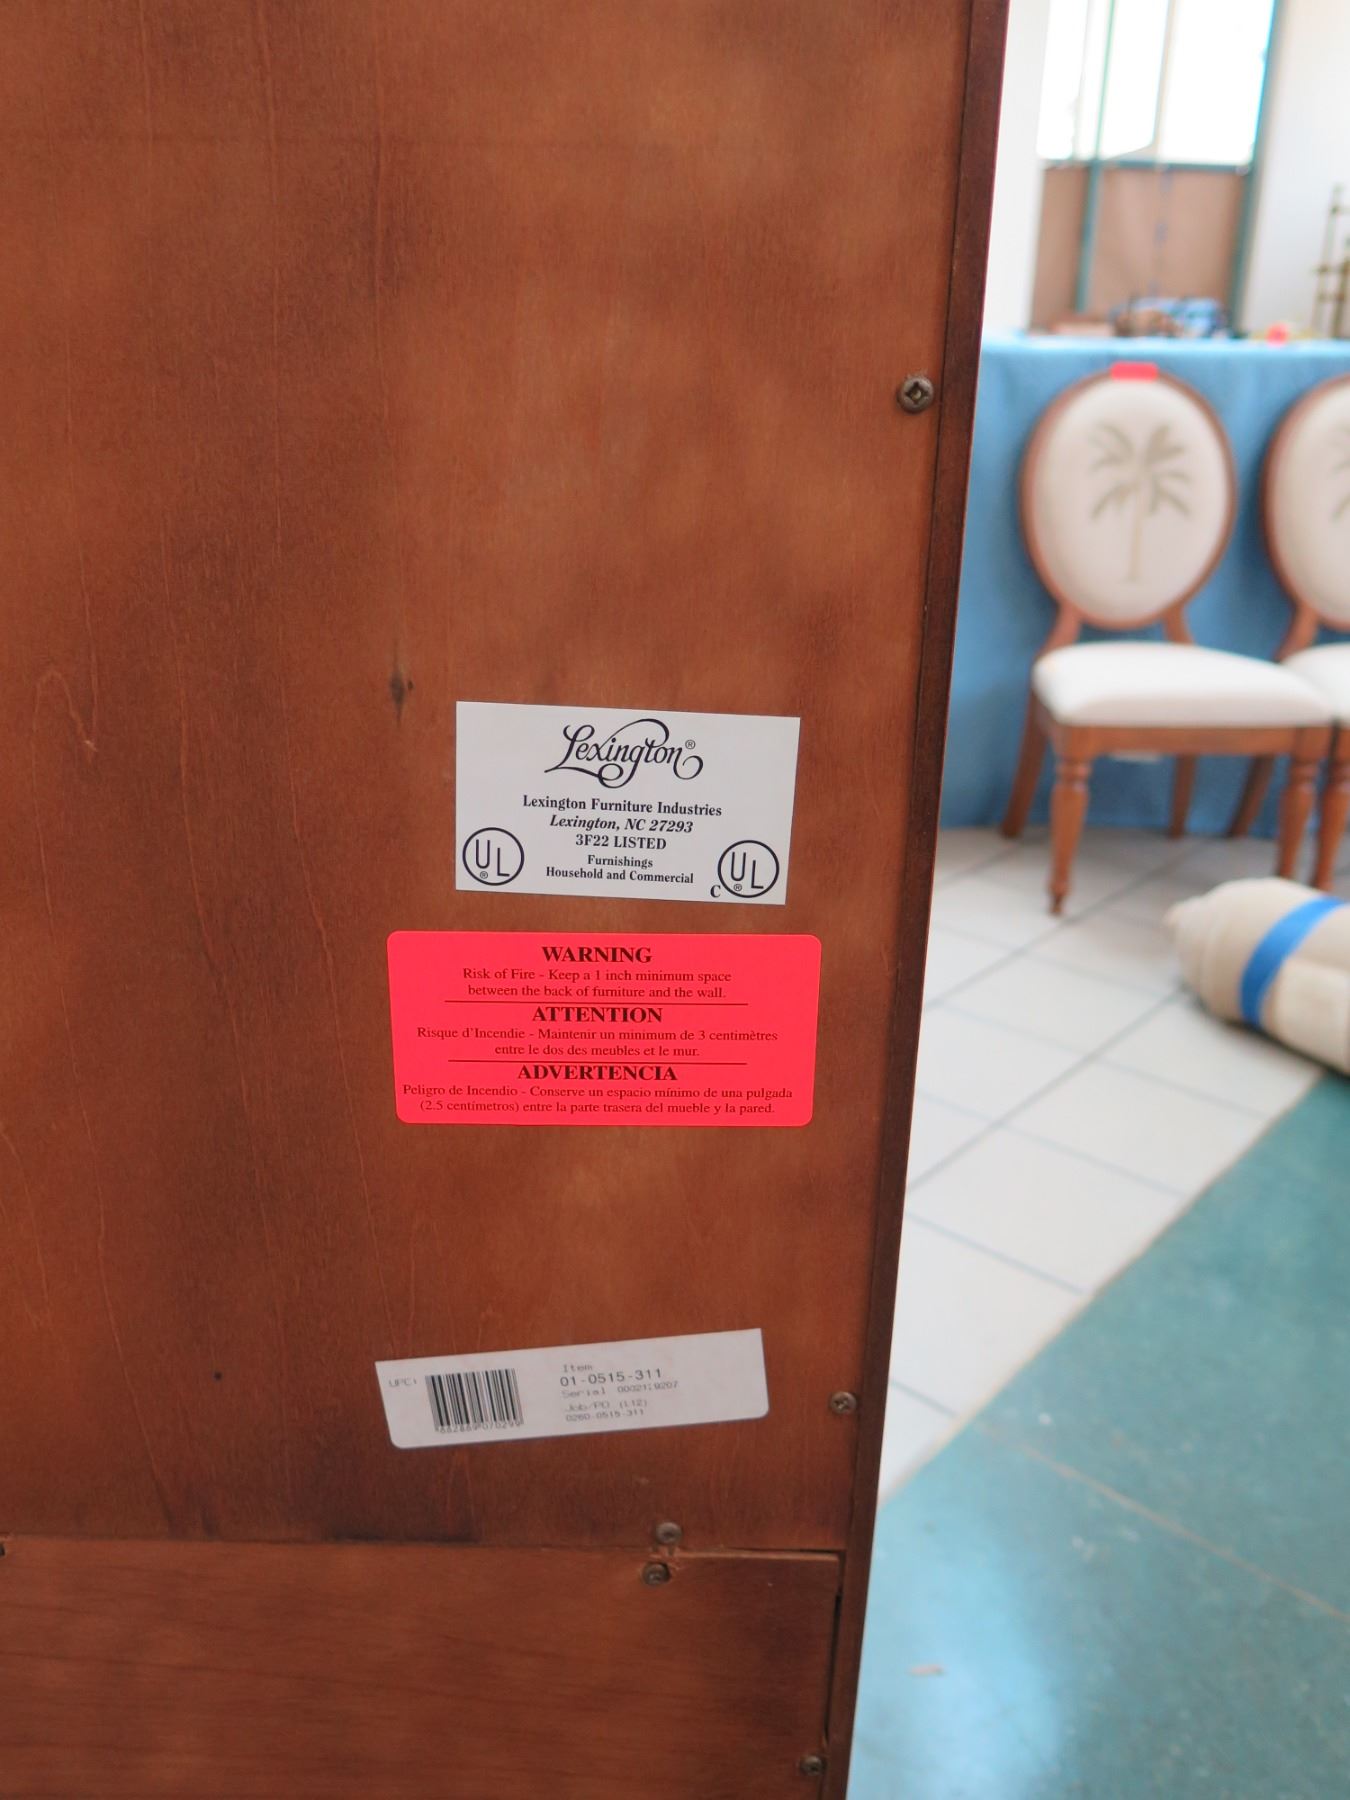 Lexington®
Lexington Furniture Industries
Lexington, NC 27293
3F22 LISTED
Furnishings
Household and Commercial
UL®
C UL®
WARNING
Risk of Fire - Keep a 1 inch minimum space
between the back of furniture and the wall.
ATTENTION
Risque d'Incendie - Maintenir un minimum de 3 centimètres
entre le dos des meubles et le mur.
ADVERTENCIA
Peligro de Incendio - Conserve un espacio mínimo de una pulgada
(2.5 centímetros) entre la parte trasera del mueble y la pared.
UPC:
Item
01-0515-311
Serial
Job/PO (L12)
0260-0515-311